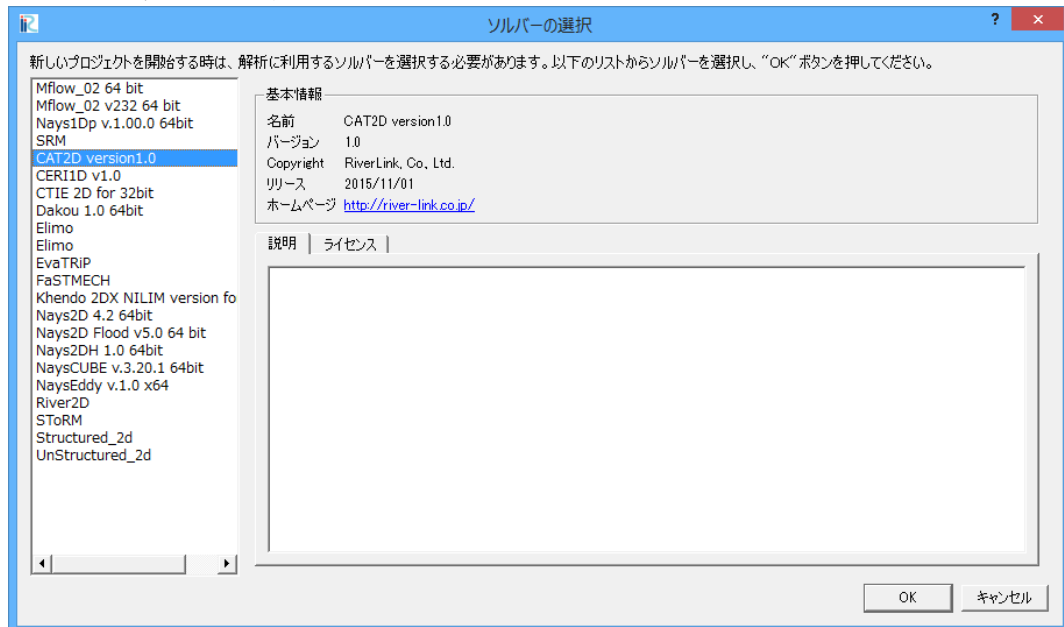 ソルバーの選択
?
×
新しいプロジェクトを開始する時は、解析に利用するソルバーを選択する必要があります。以下のリストからソルバーを選択し、“OK”ボタンを押してください。
Mflow_02 64 bit
Mflow_02 v232 64 bit
Nays1Dp v.1.00.0 64bit
SRM
CAT2D version1.0
CERI1D v1.0
CTIE 2D for 32bit
Dakou 1.0 64bit
Elimo
Elimo
EvaTRiP
FaSTMECH
Khendo 2DX NILIM version fo
Nays2D 4.2 64bit
Nays2D Flood v5.0 64 bit
Nays2DH 1.0 64bit
NaysCUBE v.3.20.1 64bit
NaysEddy v.1.0 x64
River2D
SToRM
Structured_2d
UnStructured_2d
基本情報
名前 CAT2D version1.0
バージョン 1.0
Copyright RiverLink, Co, Ltd.
リリース 2015/11/01
ホームページ http://river-link.co.jp/
説明 ライセンス
OK キャンセル